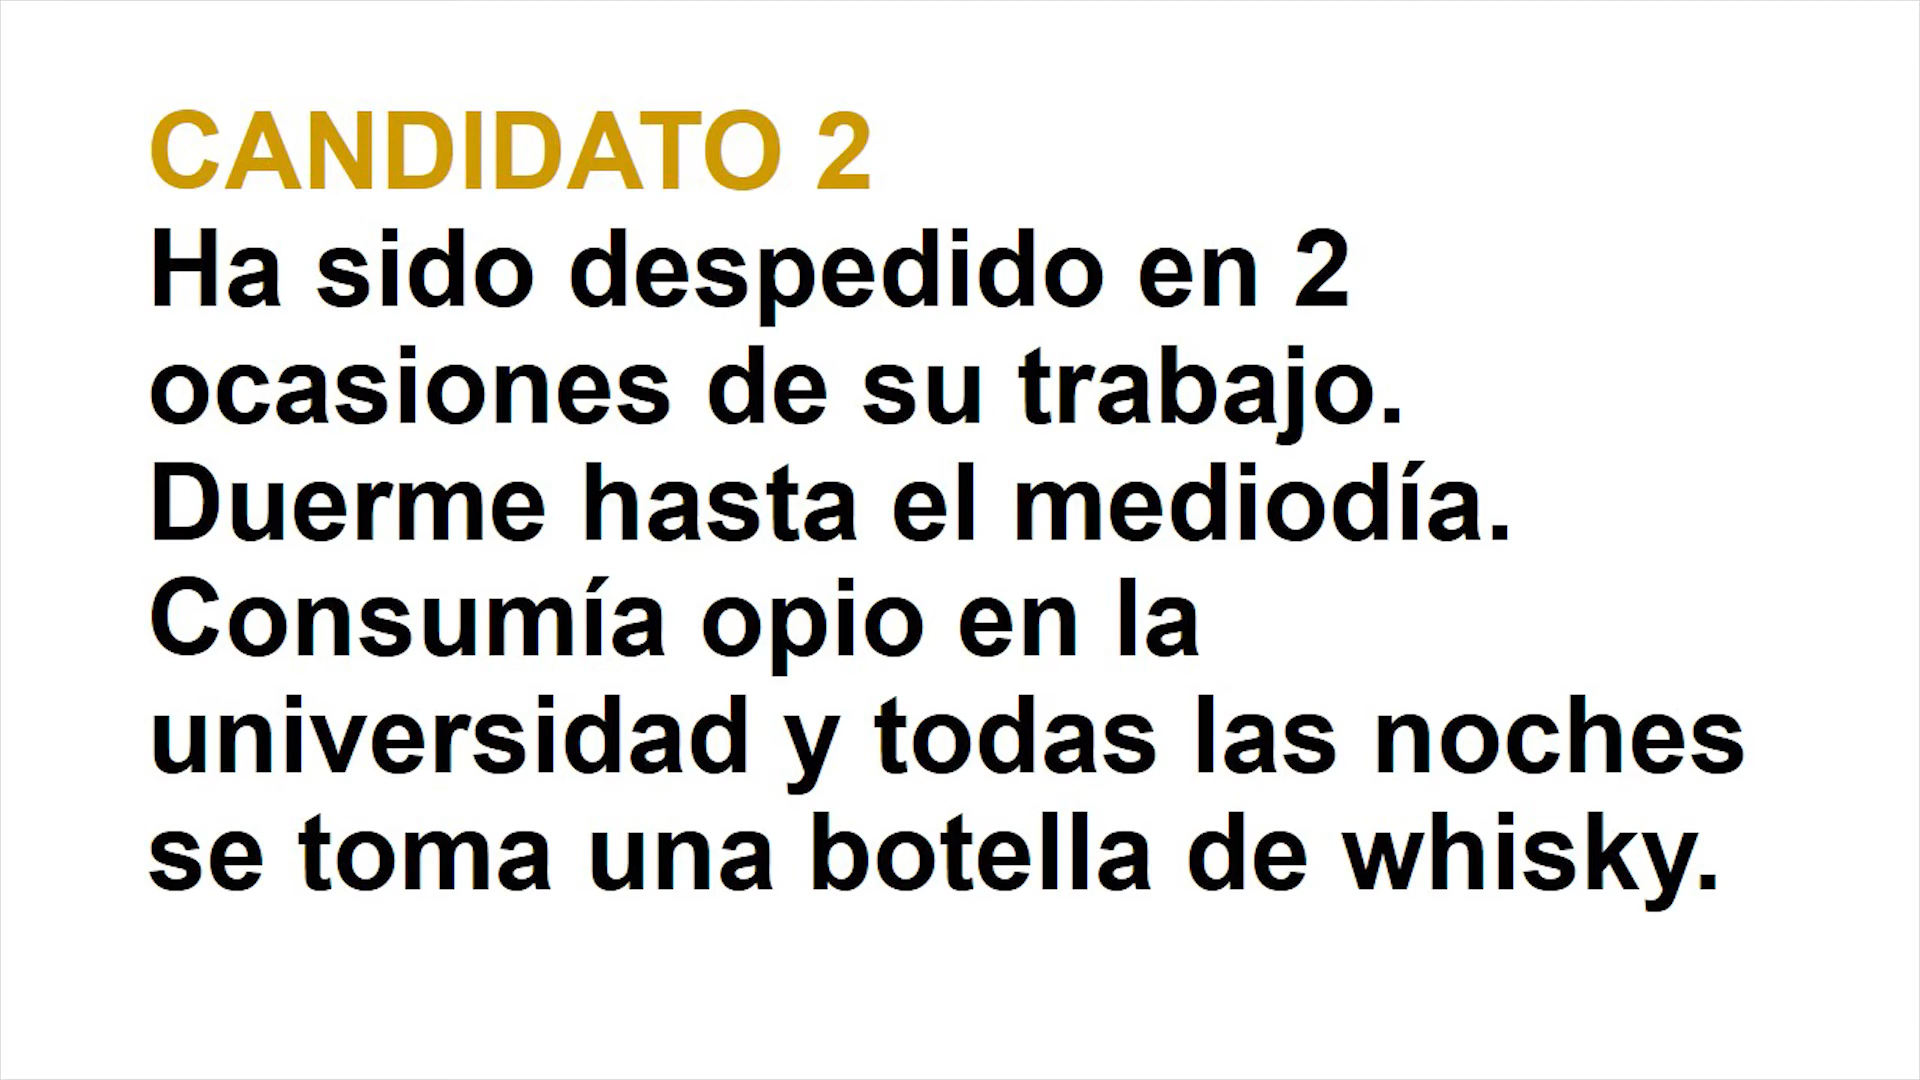 CANDIDATO 2
Ha sido despedido en 2
ocasiones de su trabajo.
Duerme hasta el mediodía.
Consumía opio en la
universidad y todas las noches
se toma una botella de whisky.